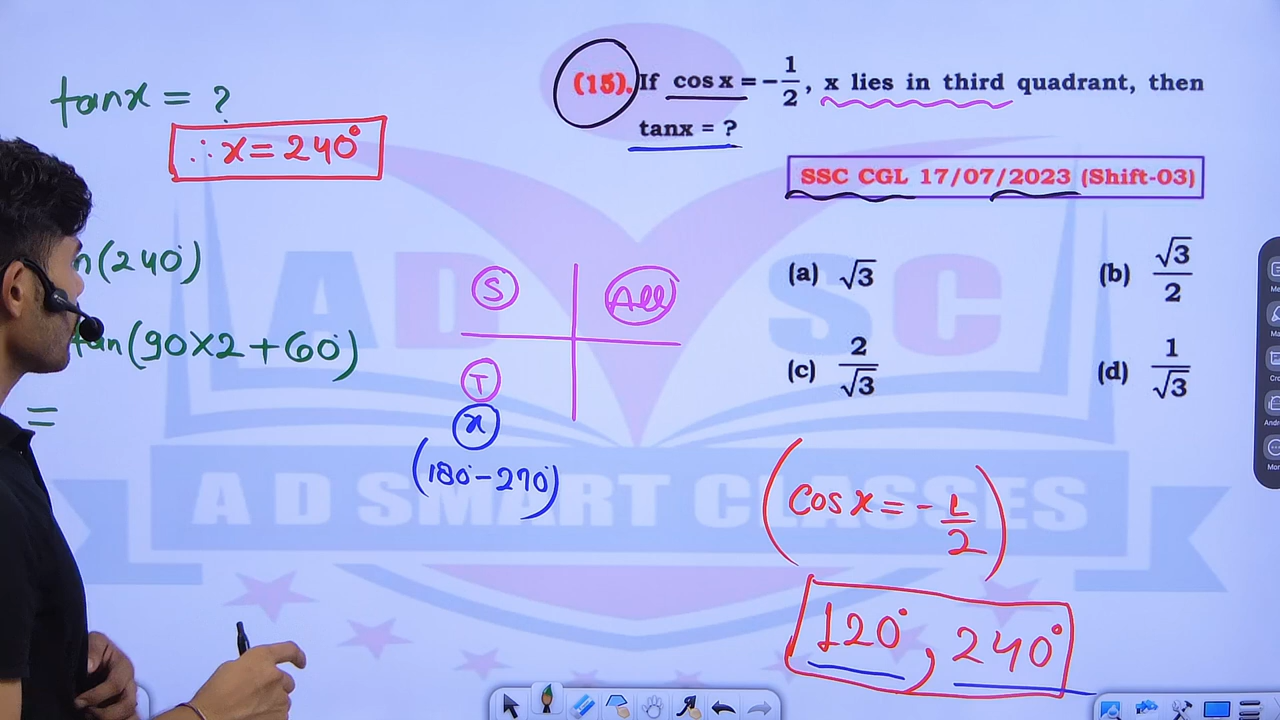 tanx = ?
∴ x = 240°
n(240°)
tan(90×2+60°)
=
(15). If cos x = -1/2, x lies in third quadrant, then
tanx = ?
SSC CGL 17/07/2023 (Shift-03)
(a) √3
(b) √3/2
(c) 2/√3
(d) 1/√3
S
All
T
x
(180°-270°)
(Cos x = -1/2)
120°, 240°
AD SC
A D SMART CLASSES